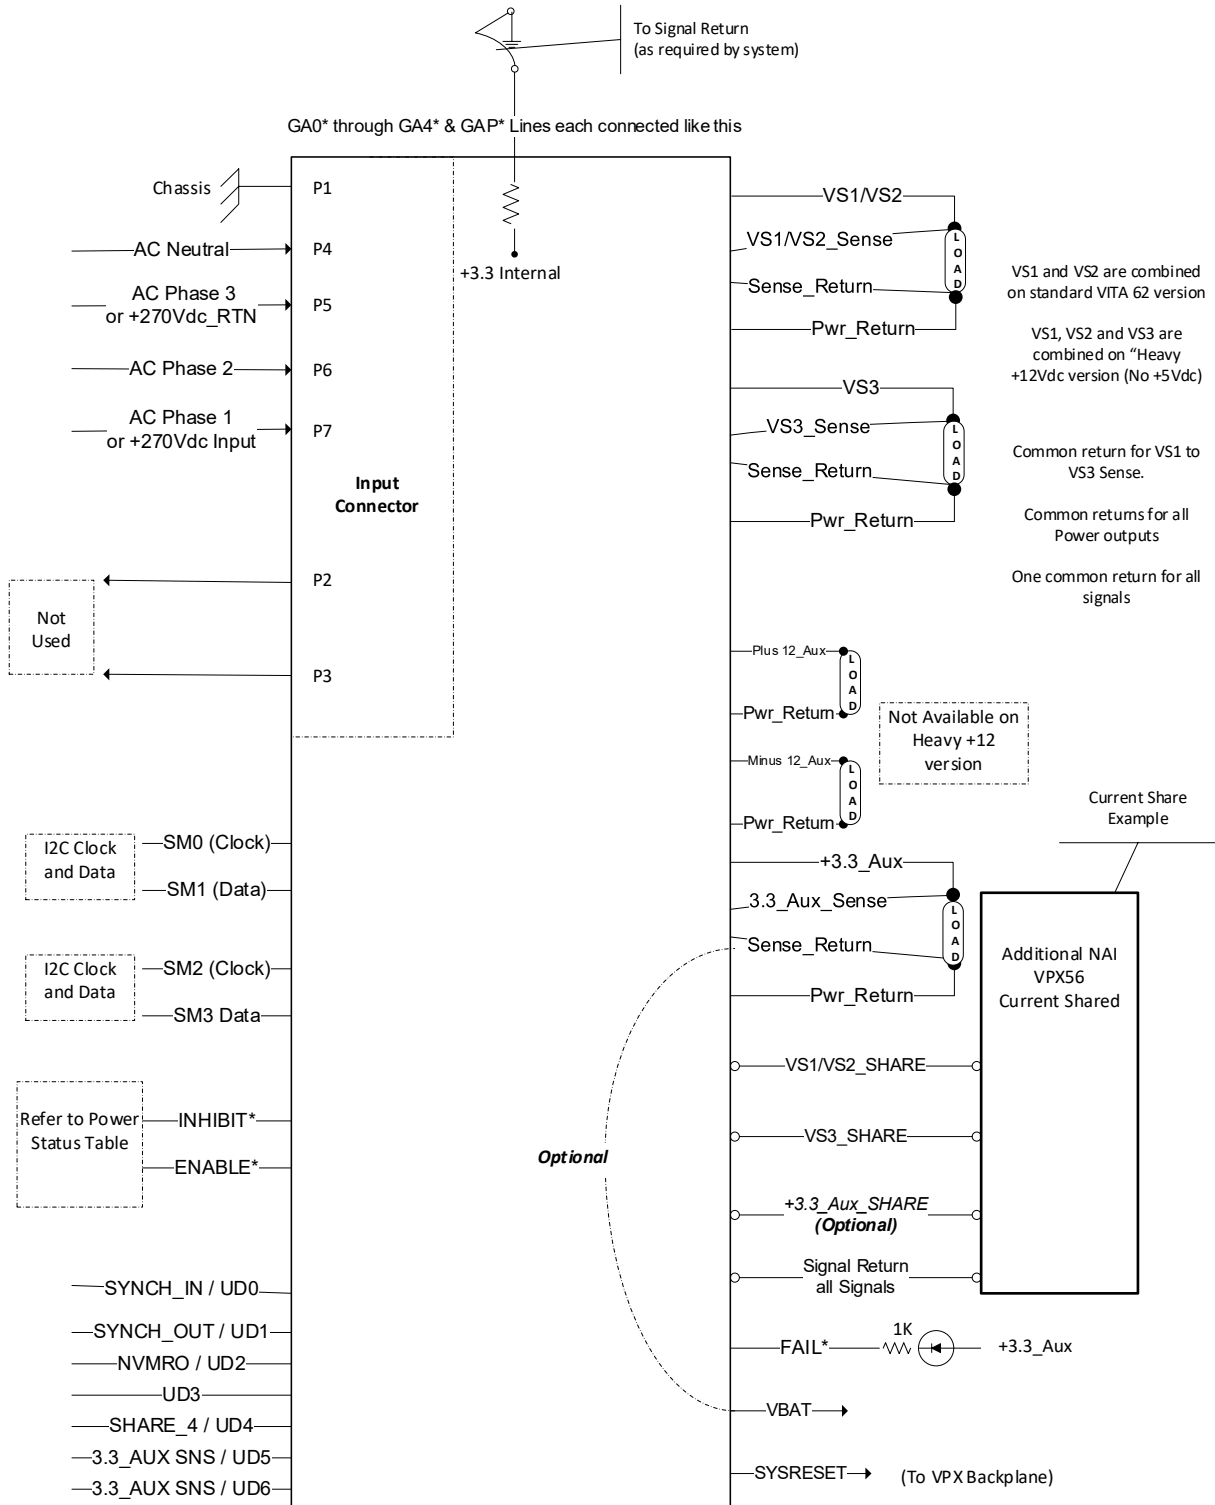 To Signal Return
(as required by system)
GA0* through GA4* & GAP* Lines each connected like this
Chassis
P1
AC Neutral
P4
AC Phase 3
or +270Vdc_RTN
P5
AC Phase 2
P6
AC Phase 1
or +270Vdc Input
P7
+3.3 Internal
Input
Connector
P2
P3
Not
Used
VS1/VS2
VS1/VS2_Sense
Sense_Return
Pwr_Return
LOAD
VS3
VS3_Sense
Sense_Return
Pwr_Return
LOAD
VS1 and VS2 are combined
on standard VITA 62 version
VS1, VS2 and VS3 are
combined on “Heavy
+12Vdc version (No +5Vdc)
Common return for VS1 to
VS3 Sense.
Common returns for all
Power outputs
One common return for all
signals
Plus 12_Aux
Pwr_Return
LOAD
Minus 12_Aux
Pwr_Return
LOAD
Not Available on
Heavy +12
version
Current Share
Example
I2C Clock
and Data
SM0 (Clock)
SM1 (Data)
I2C Clock
and Data
SM2 (Clock)
SM3 Data
+3.3_Aux
3.3_Aux_Sense
Sense_Return
Pwr_Return
LOAD
Additional NAI
VPX56
Current Shared
Refer to Power
Status Table
INHIBIT*
ENABLE*
Optional
VS1/VS2_SHARE
VS3_SHARE
+3.3_Aux_SHARE
(Optional)
Signal Return
all Signals
SYNCH_IN / UD0
SYNCH_OUT / UD1
NVMRO / UD2
UD3
SHARE_4 / UD4
3.3_AUX SNS / UD5
3.3_AUX SNS / UD6
FAIL*
1K
+3.3_Aux
VBAT
SYSRESET
(To VPX Backplane)